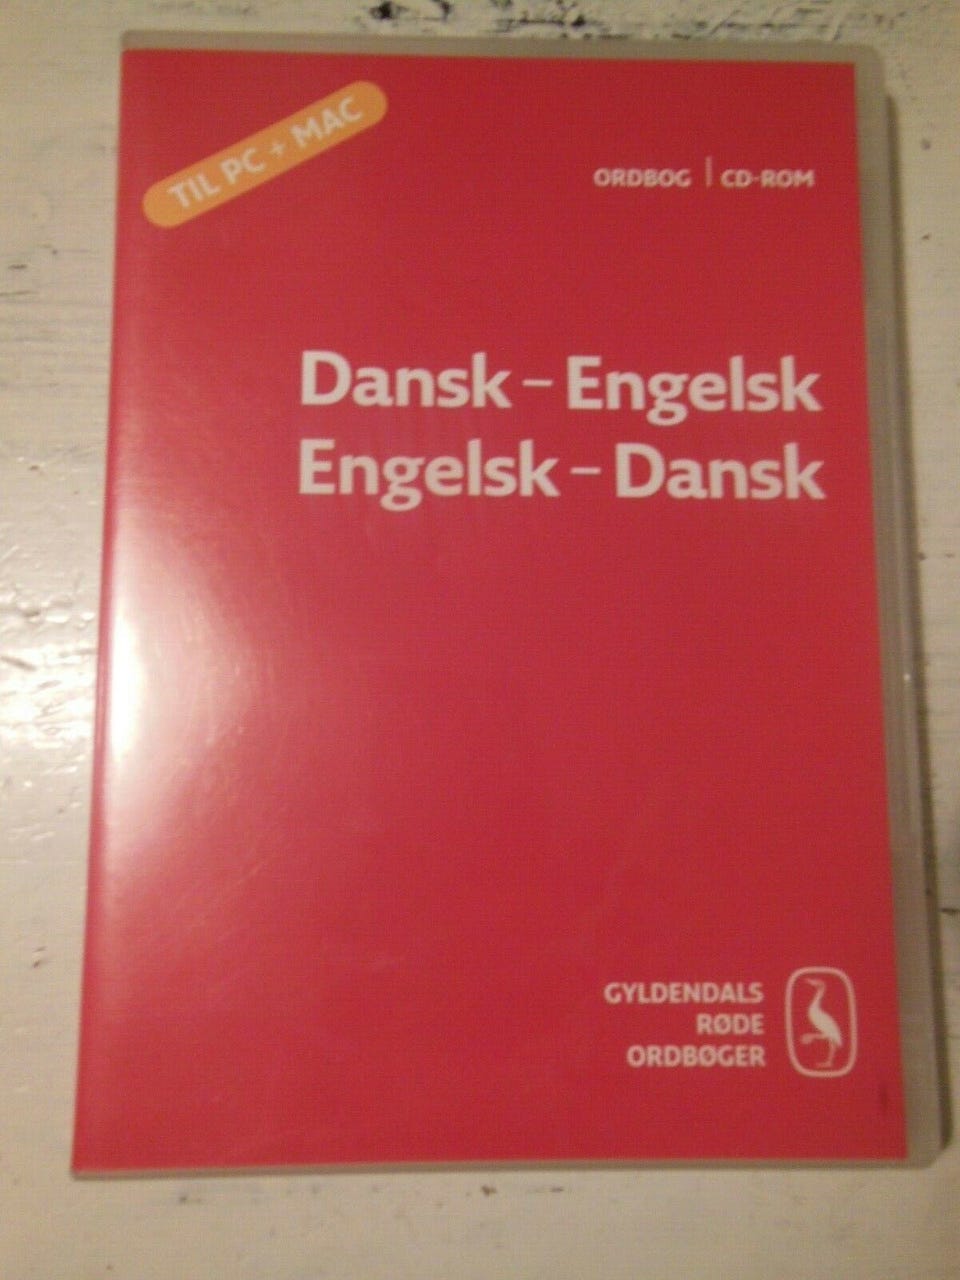 TIL PC + MAC
ORDBOG | CD-ROM
Dansk – Engelsk
Engelsk – Dansk
GYLDENDALS
RØDE
ORDBØGER